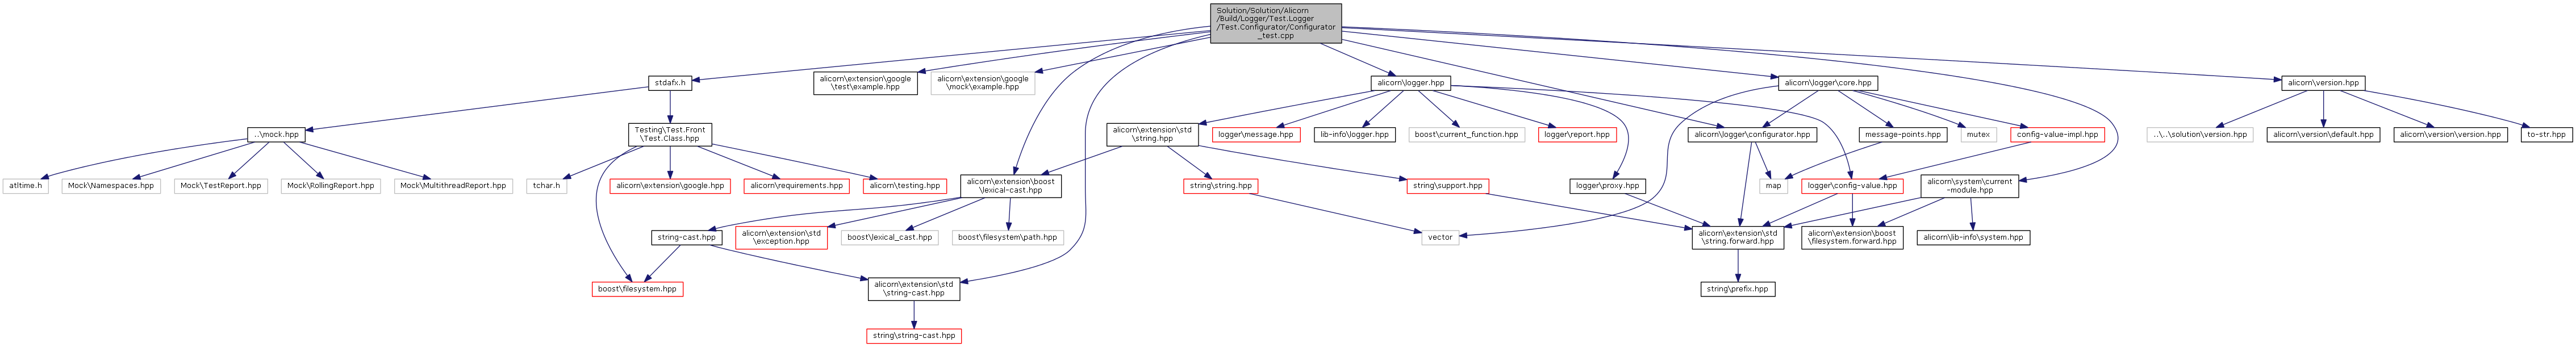 Solution/Solution/Alicorn
/Build/Logger/Test.Logger
/Test.Configurator/Configurator
_test.cpp
stdafx.h
alicorn\extension\google
\test\example.hpp
alicorn\extension\google
\mock\example.hpp
alicorn\logger.hpp
alicorn\logger\core.hpp
alicorn\version.hpp
..\mock.hpp
Testing\Test.Front
\Test.Class.hpp
alicorn\extension\std
\string.hpp
logger\message.hpp
lib-info\logger.hpp
boost\current_function.hpp
logger\report.hpp
alicorn\logger\configurator.hpp
message-points.hpp
mutex
config-value-impl.hpp
..\..\solution\version.hpp
alicorn\version\default.hpp
alicorn\version\version.hpp
to-str.hpp
atltime.h
Mock\Namespaces.hpp
Mock\TestReport.hpp
Mock\RollingReport.hpp
Mock\MultithreadReport.hpp
tchar.h
alicorn\extension\google.hpp
alicorn\requirements.hpp
alicorn\testing.hpp
alicorn\extension\boost
\lexical-cast.hpp
string\string.hpp
string\support.hpp
logger\proxy.hpp
map
logger\config-value.hpp
alicorn\system\current
-module.hpp
string-cast.hpp
alicorn\extension\std
\exception.hpp
boost\lexical_cast.hpp
boost\filesystem\path.hpp
vector
alicorn\extension\std
\string.forward.hpp
alicorn\extension\boost
\filesystem.forward.hpp
alicorn\lib-info\system.hpp
boost\filesystem.hpp
alicorn\extension\std
\string-cast.hpp
string\prefix.hpp
string\string-cast.hpp